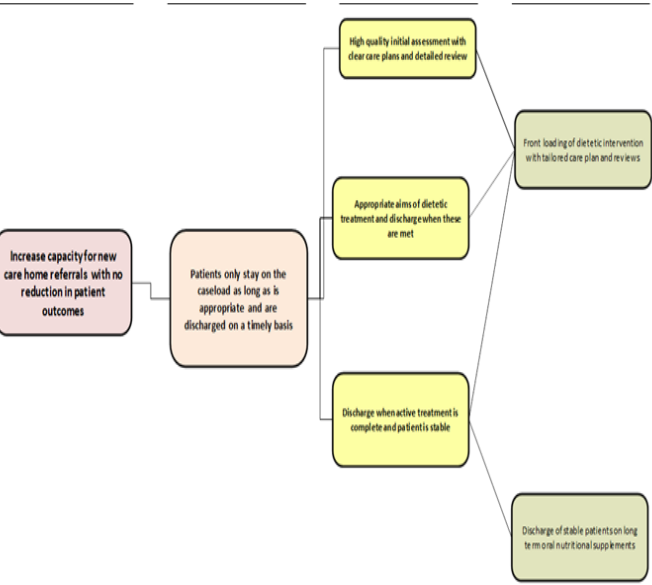 High quality initial assessment with
clear care plans and detailed review
Front loading of dietetic intervention
with tailored care plan and reviews
Appropriate aims of dietetic
treatment and discharge when these
are met
Increase capacity for new
care home referrals with no
reduction in patient
outcomes
Patients only stay on the
caseload as long as is
appropriate and are
discharged on a timely basis
Discharge when active treatment is
complete and patient is stable
Discharge of stable patients on long
term oral nutritional supplements